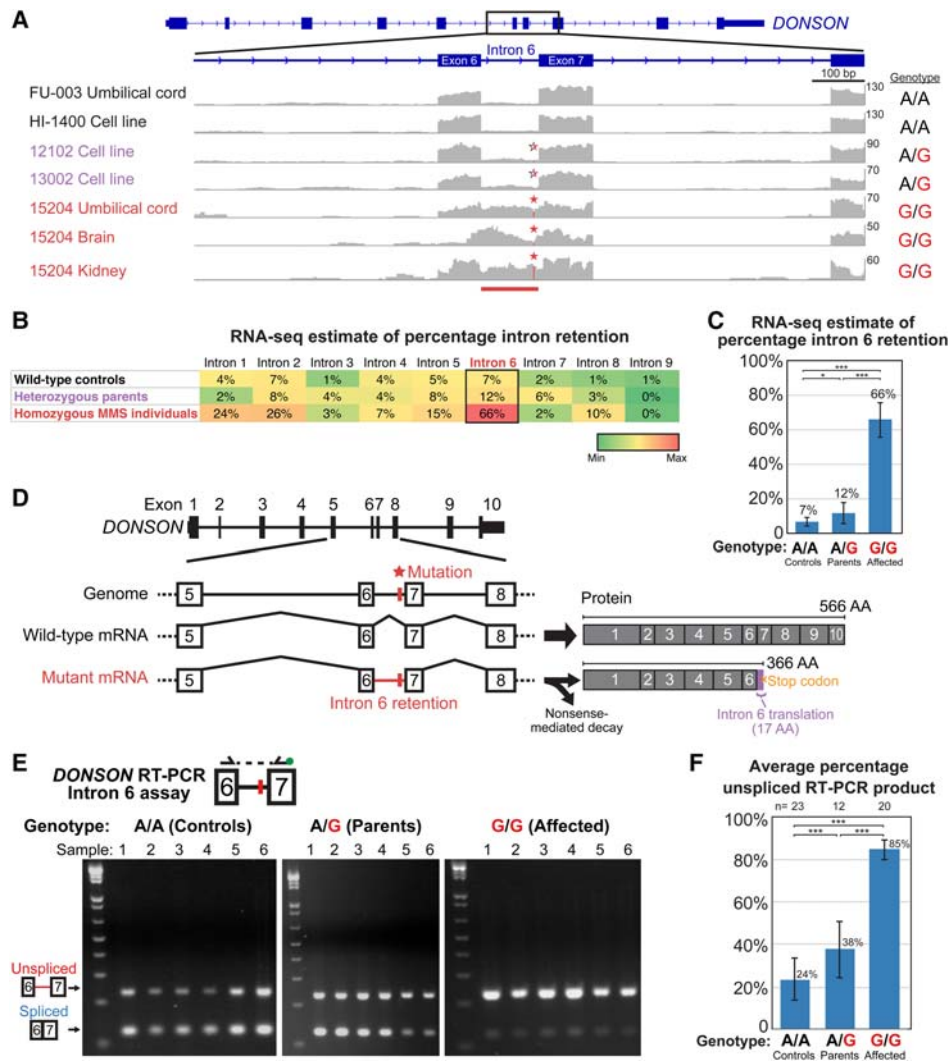 A
DONSON
Intron 6
Exon 6
Exon 7
100 bp
Genotype
FU-003 Umbilical cord 130 A/A
HI-1400 Cell line 130 A/A
12102 Cell line 90 A/G
13002 Cell line 70 A/G
15204 Umbilical cord 70 G/G
15204 Brain 50 G/G
15204 Kidney 60 G/G
B
RNA-seq estimate of percentage intron retention
Intron 1 Intron 2 Intron 3 Intron 4 Intron 5 Intron 6 Intron 7 Intron 8 Intron 9
Wild-type controls 4% 7% 1% 4% 5% 7% 2% 1% 1%
Heterozygous parents 2% 8% 4% 4% 8% 12% 6% 3% 0%
Homozygous MMS individuals 24% 26% 3% 7% 15% 66% 2% 10% 0%
Min Max
C
RNA-seq estimate of
percentage intron 6 retention
100%
80%
60%
40%
20%
0%
***
* ***
7%
12%
66%
Genotype: A/A A/G G/G
Controls Parents Affected
D
Exon 1 2 3 4 5 67 8 9 10
DONSON
Mutation
Genome 5 6 7 8
Wild-type mRNA 5 6 7 8
Mutant mRNA 5 6 7 8
Intron 6 retention
Nonsense-
mediated decay
Protein
566 AA
1 2 3 4 5 6 7 8 9 10
366 AA
1 2 3 4 5 6
Stop codon
Intron 6 translation
(17 AA)
E
DONSON RT-PCR
Intron 6 assay
6 7
Genotype: A/A (Controls) A/G (Parents) G/G (Affected)
Sample: 1 2 3 4 5 6 1 2 3 4 5 6 1 2 3 4 5 6
Unspliced
6 7
Spliced
67
F
Average percentage
unspliced RT-PCR product
n= 23 12 20
100%
80%
60%
40%
20%
0%
***
*** ***
24%
38%
85%
Genotype: A/A A/G G/G
Controls Parents Affected